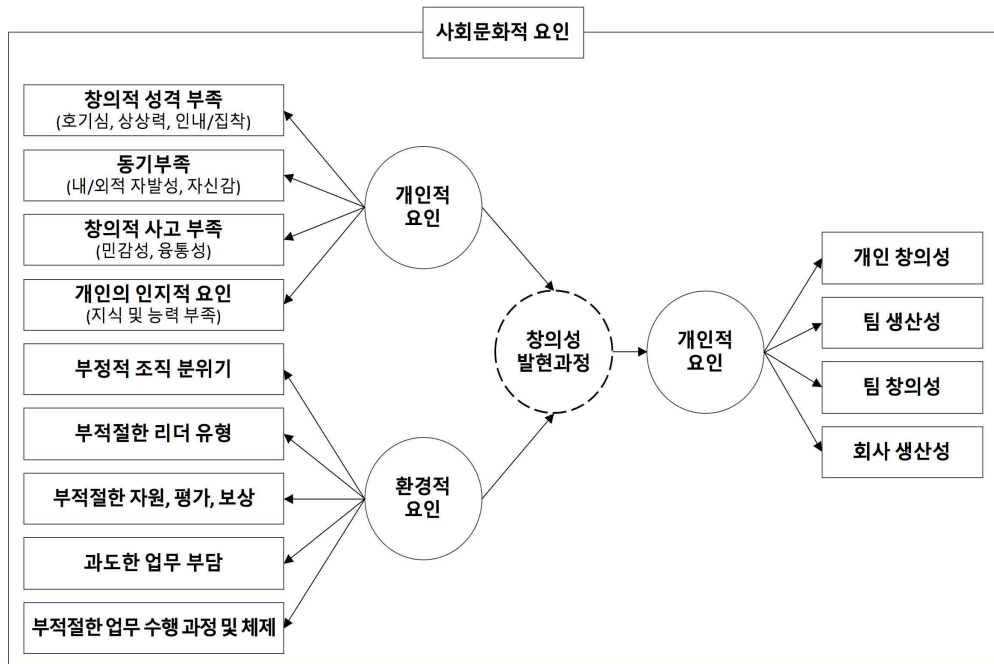 사회문화적 요인
창의적 성격 부족
(호기심, 상상력, 인내/집착)
동기부족
(내/외적 자발성, 자신감)
창의적 사고 부족
(민감성, 융통성)
개인의 인지적 요인
(지식 및 능력 부족)
부정적 조직 분위기
부적절한 리더 유형
부적절한 자원, 평가, 보상
과도한 업무 부담
부적절한 업무 수행 과정 및 체제
개인적
요인
환경적
요인
창의성
발현과정
개인적
요인
개인 창의성
팀 생산성
팀 창의성
회사 생산성